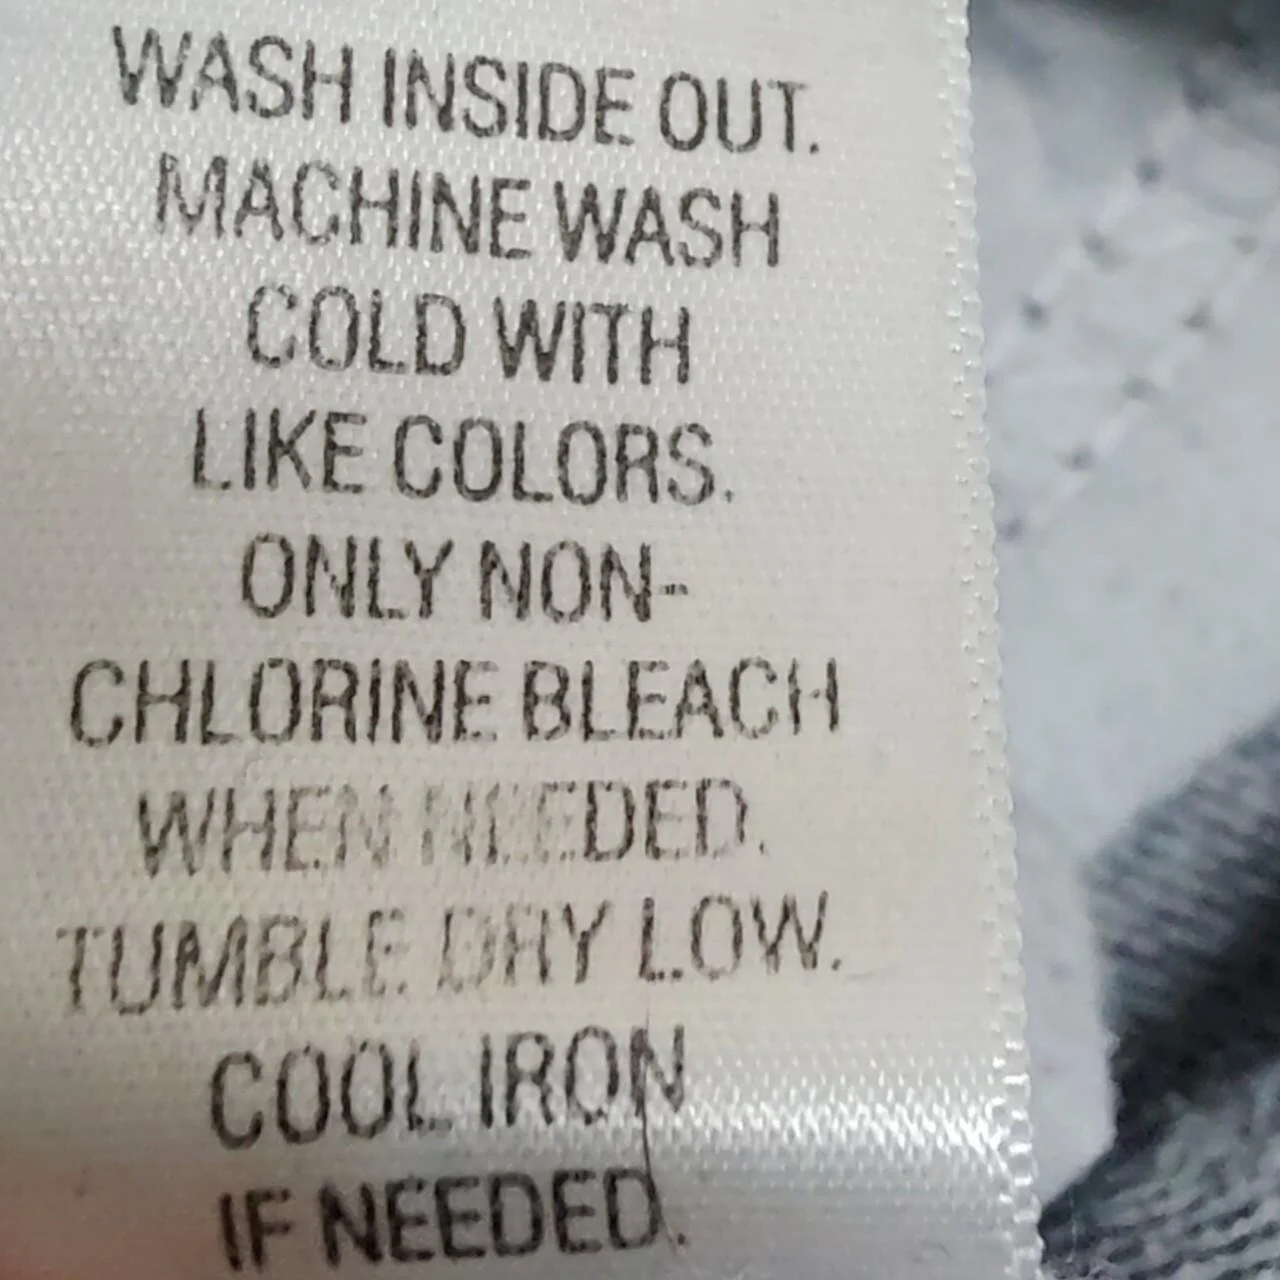 WASH INSIDE OUT.
MACHINE WASH
COLD WITH
LIKE COLORS.
ONLY NON-
CHLORINE BLEACH
WHEN NEEDED.
TUMBLE DRY LOW.
COOL IRON
IF NEEDED.